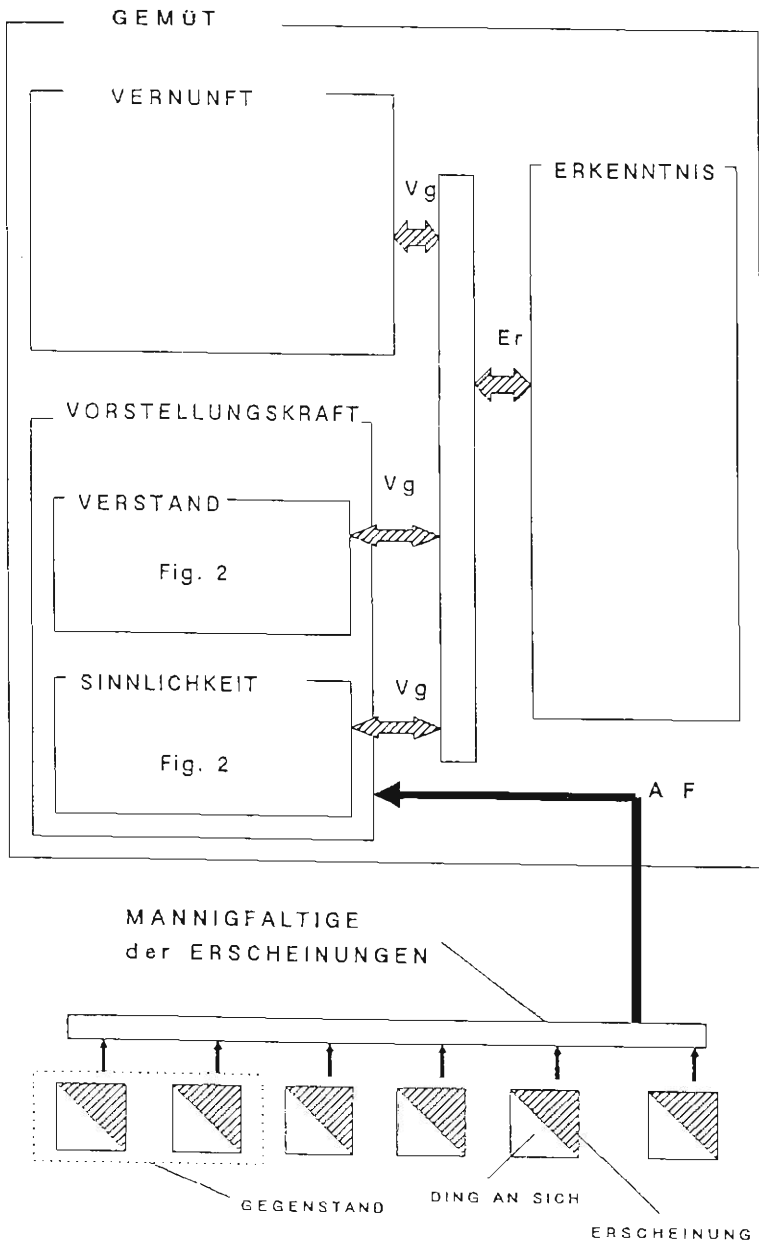 GEMÜT
VERNUNFT
Vg
ERKENNTNIS
Er
VORSTELLUNGSKRAFT
Vg
VERSTAND
Fig. 2
SINNLICHKEIT
Vg
Fig. 2
A F
MANNIGFALTIGE
der ERSCHEINUNGEN
GEGENSTAND
DING AN SICH
ERSCHEINUNG